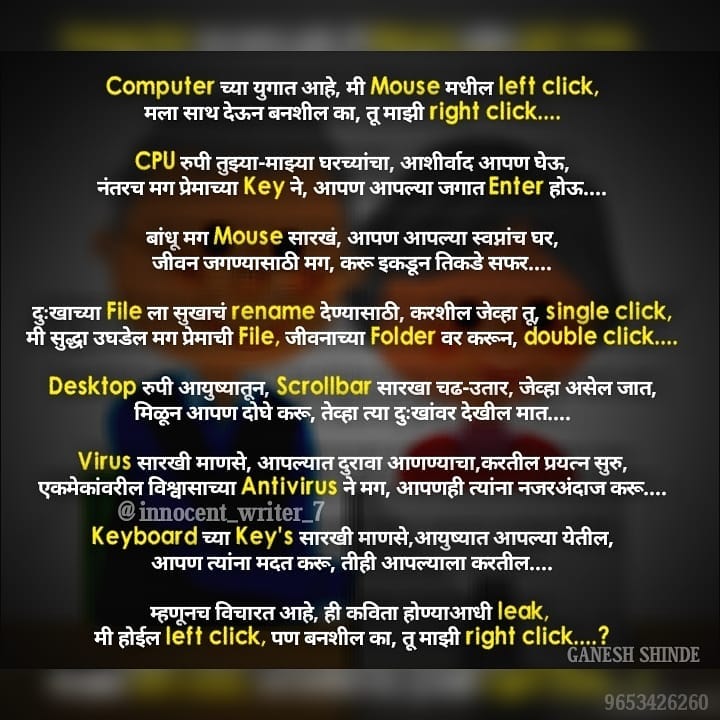 Computer च्या युगात आहे, मी Mouse मधील left click,
मला साथ देऊन बनशील का, तू माझी right click....
CPU रुपी तुझ्या-माझ्या घरच्यांचा, आशीर्वाद आपण घेऊ,
नंतरच मग प्रेमाच्या Key ने, आपण आपल्या जगात Enter होऊ....
बांधू मग Mouse सारखं, आपण आपल्या स्वप्नांच घर,
जीवन जगण्यासाठी मग, करू इकडून तिकडे सफर....
दुःखाच्या File ला सुखाचं rename देण्यासाठी, करशील जेव्हा तू, single click,
मी सुद्धा उघडेल मग प्रेमाची File, जीवनाच्या Folder वर करून, double click....
Desktop रुपी आयुष्यातून, Scrollbar सारखा चढ-उतार, जेव्हा असेल जात,
मिळून आपण दोघे करू, तेव्हा त्या दुःखांवर देखील मात....
Virus सारखी माणसे, आपल्यात दुरावा आणण्याचा,करतील प्रयत्न सुरु,
एकमेकांवरील विश्वासाच्या Antivirus ने मग, आपणही त्यांना नजरअंदाज करू....
@innocent_writer_7
Keyboard च्या Key's सारखी माणसे,आयुष्यात आपल्या येतील,
आपण त्यांना मदत करू, तीही आपल्याला करतील....
म्हणूनच विचारत आहे, ही कविता होण्याआधी leak,
मी होईल left click, पण बनशील का, तू माझी right click....?
GANESH SHINDE
9653426260